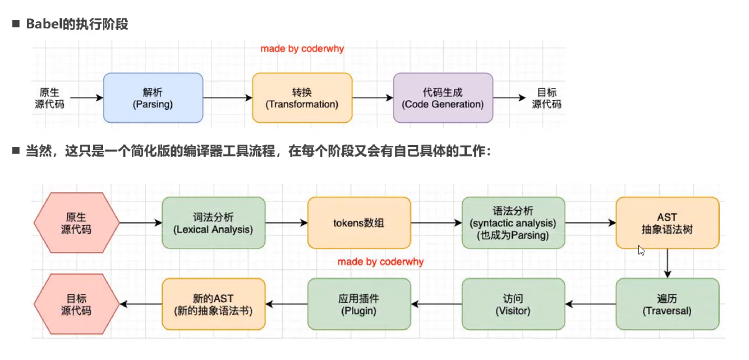 Babel的执行阶段
made by coderwhy
原生
源代码
解析
(Parsing)
转换
(Transformation)
代码生成
(Code Generation)
目标
源代码
当然，这只是一个简化版的编译器工具流程，在每个阶段又会有自己具体的工作：
原生
源代码
词法分析
(Lexical Analysis)
tokens数组
语法分析
(syntactic analysis)
(也成为Parsing)
AST
抽象语法树
made by coderwhy
目标
源代码
新的AST
(新的抽象语法书)
应用插件
(Plugin)
访问
(Visitor)
遍历
(Traversal)